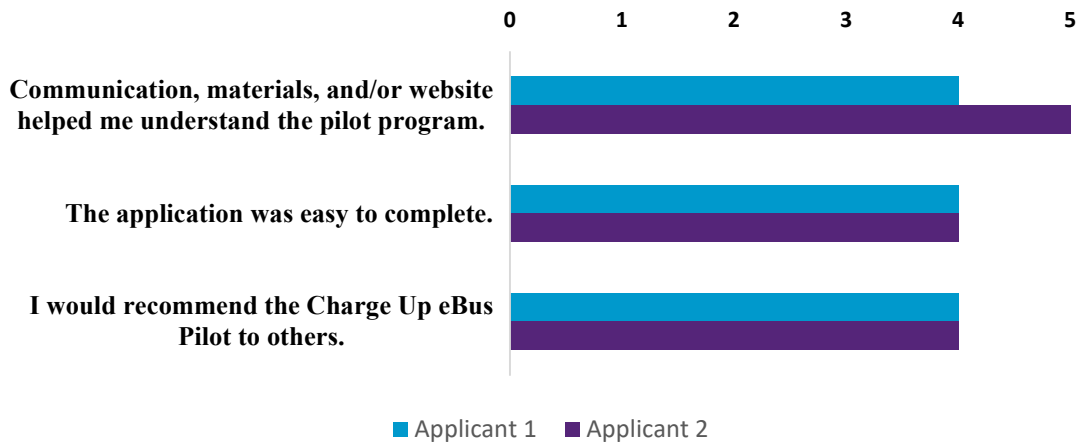 0 1 2 3 4 5
Communication, materials, and/or website
helped me understand the pilot program.
The application was easy to complete.
I would recommend the Charge Up eBus
Pilot to others.
Applicant 1 Applicant 2